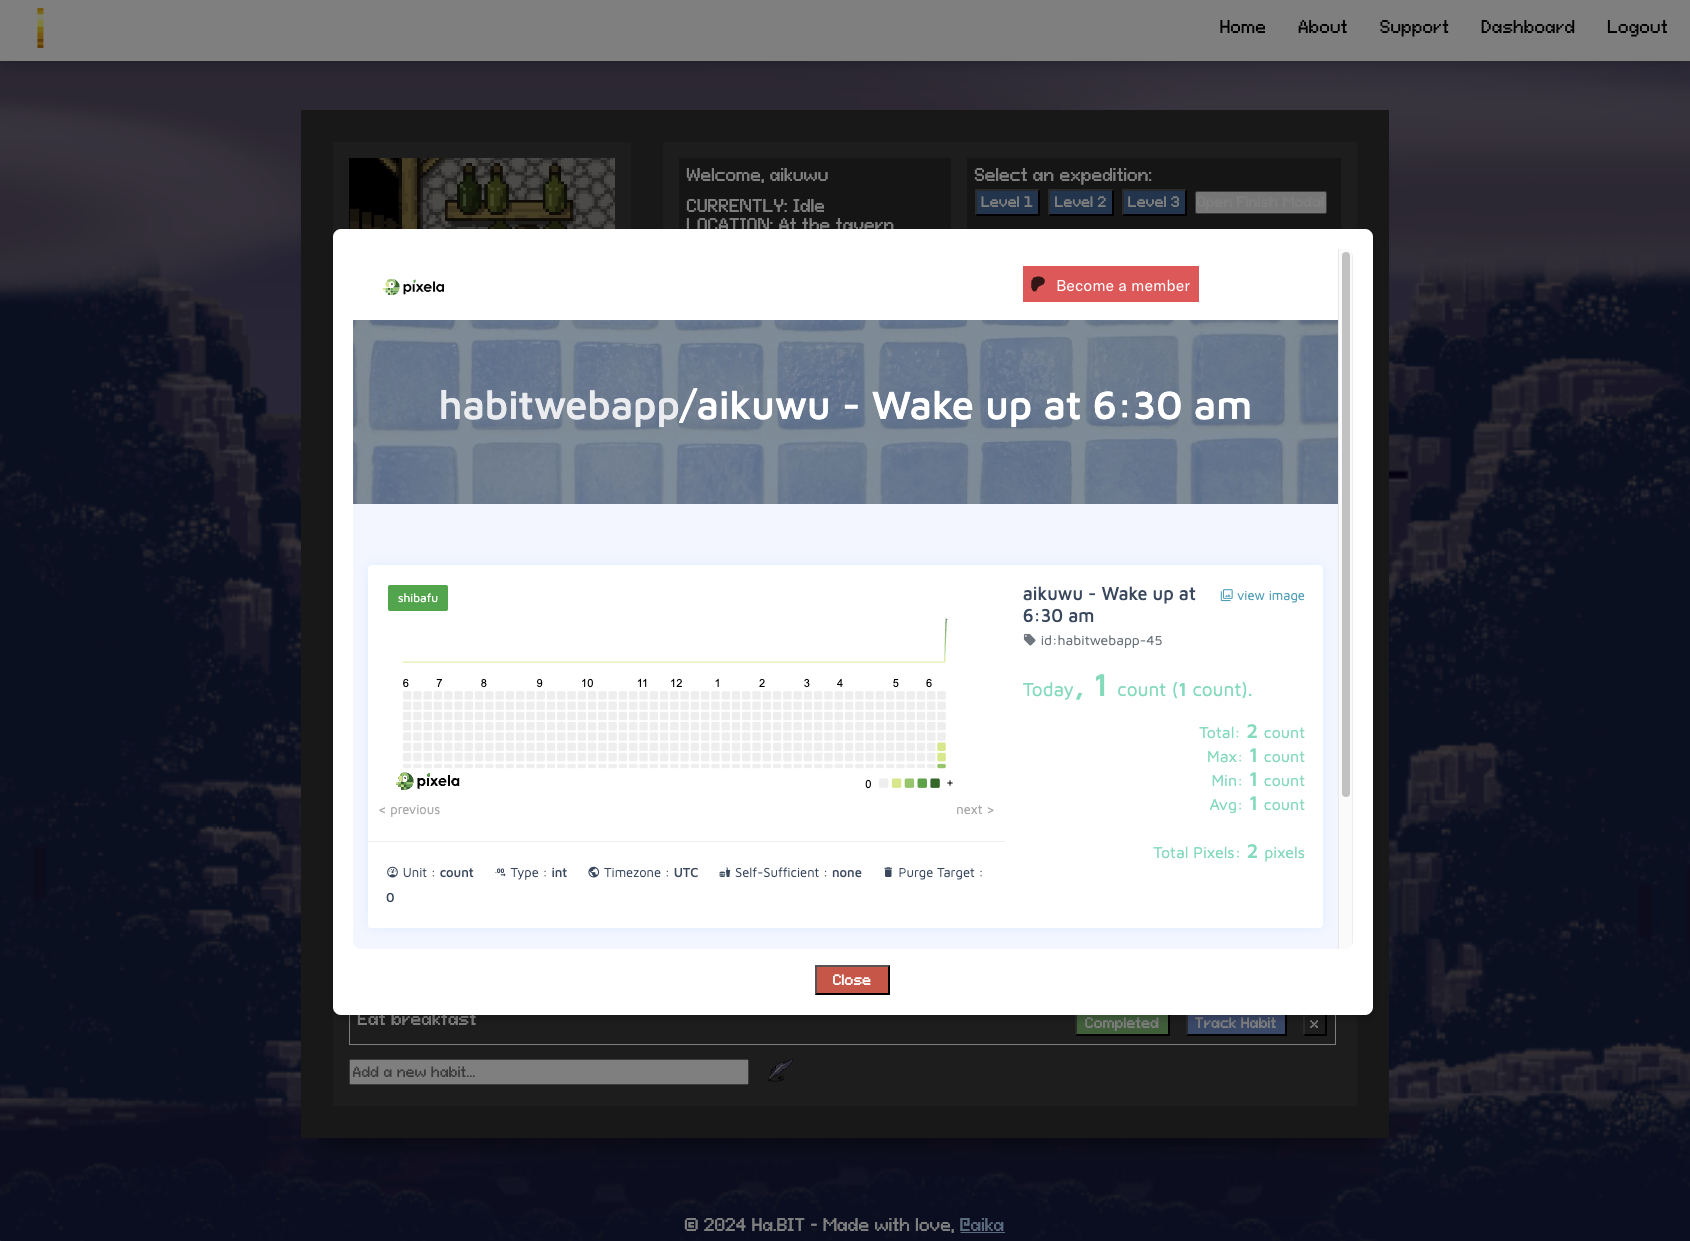 Home About Support Dashboard Logout
Welcome, aikuwu
CURRENTLY: Idle
LOCATION: At the tavern
Select an expedition:
Level 1 Level 2 Level 3 Open Finish Modal
pixela
Become a member
habitwebapp/aikuwu - Wake up at 6:30 am
shibafu
6 7 8 9 10 11 12 1 2 3 4 5 6
pixela
0 +
< previous next >
Unit : count Type : int Timezone : UTC Self-Sufficient : none Purge Target :
0
aikuwu - Wake up at
6:30 am
view image
id:habitwebapp-45
Today, 1 count (1 count).
Total: 2 count
Max: 1 count
Min: 1 count
Avg: 1 count
Total Pixels: 2 pixels
Close
Eat breakfast
Completed Track Habit x
Add a new habit...
© 2024 Ha.BIT - Made with love, @aika